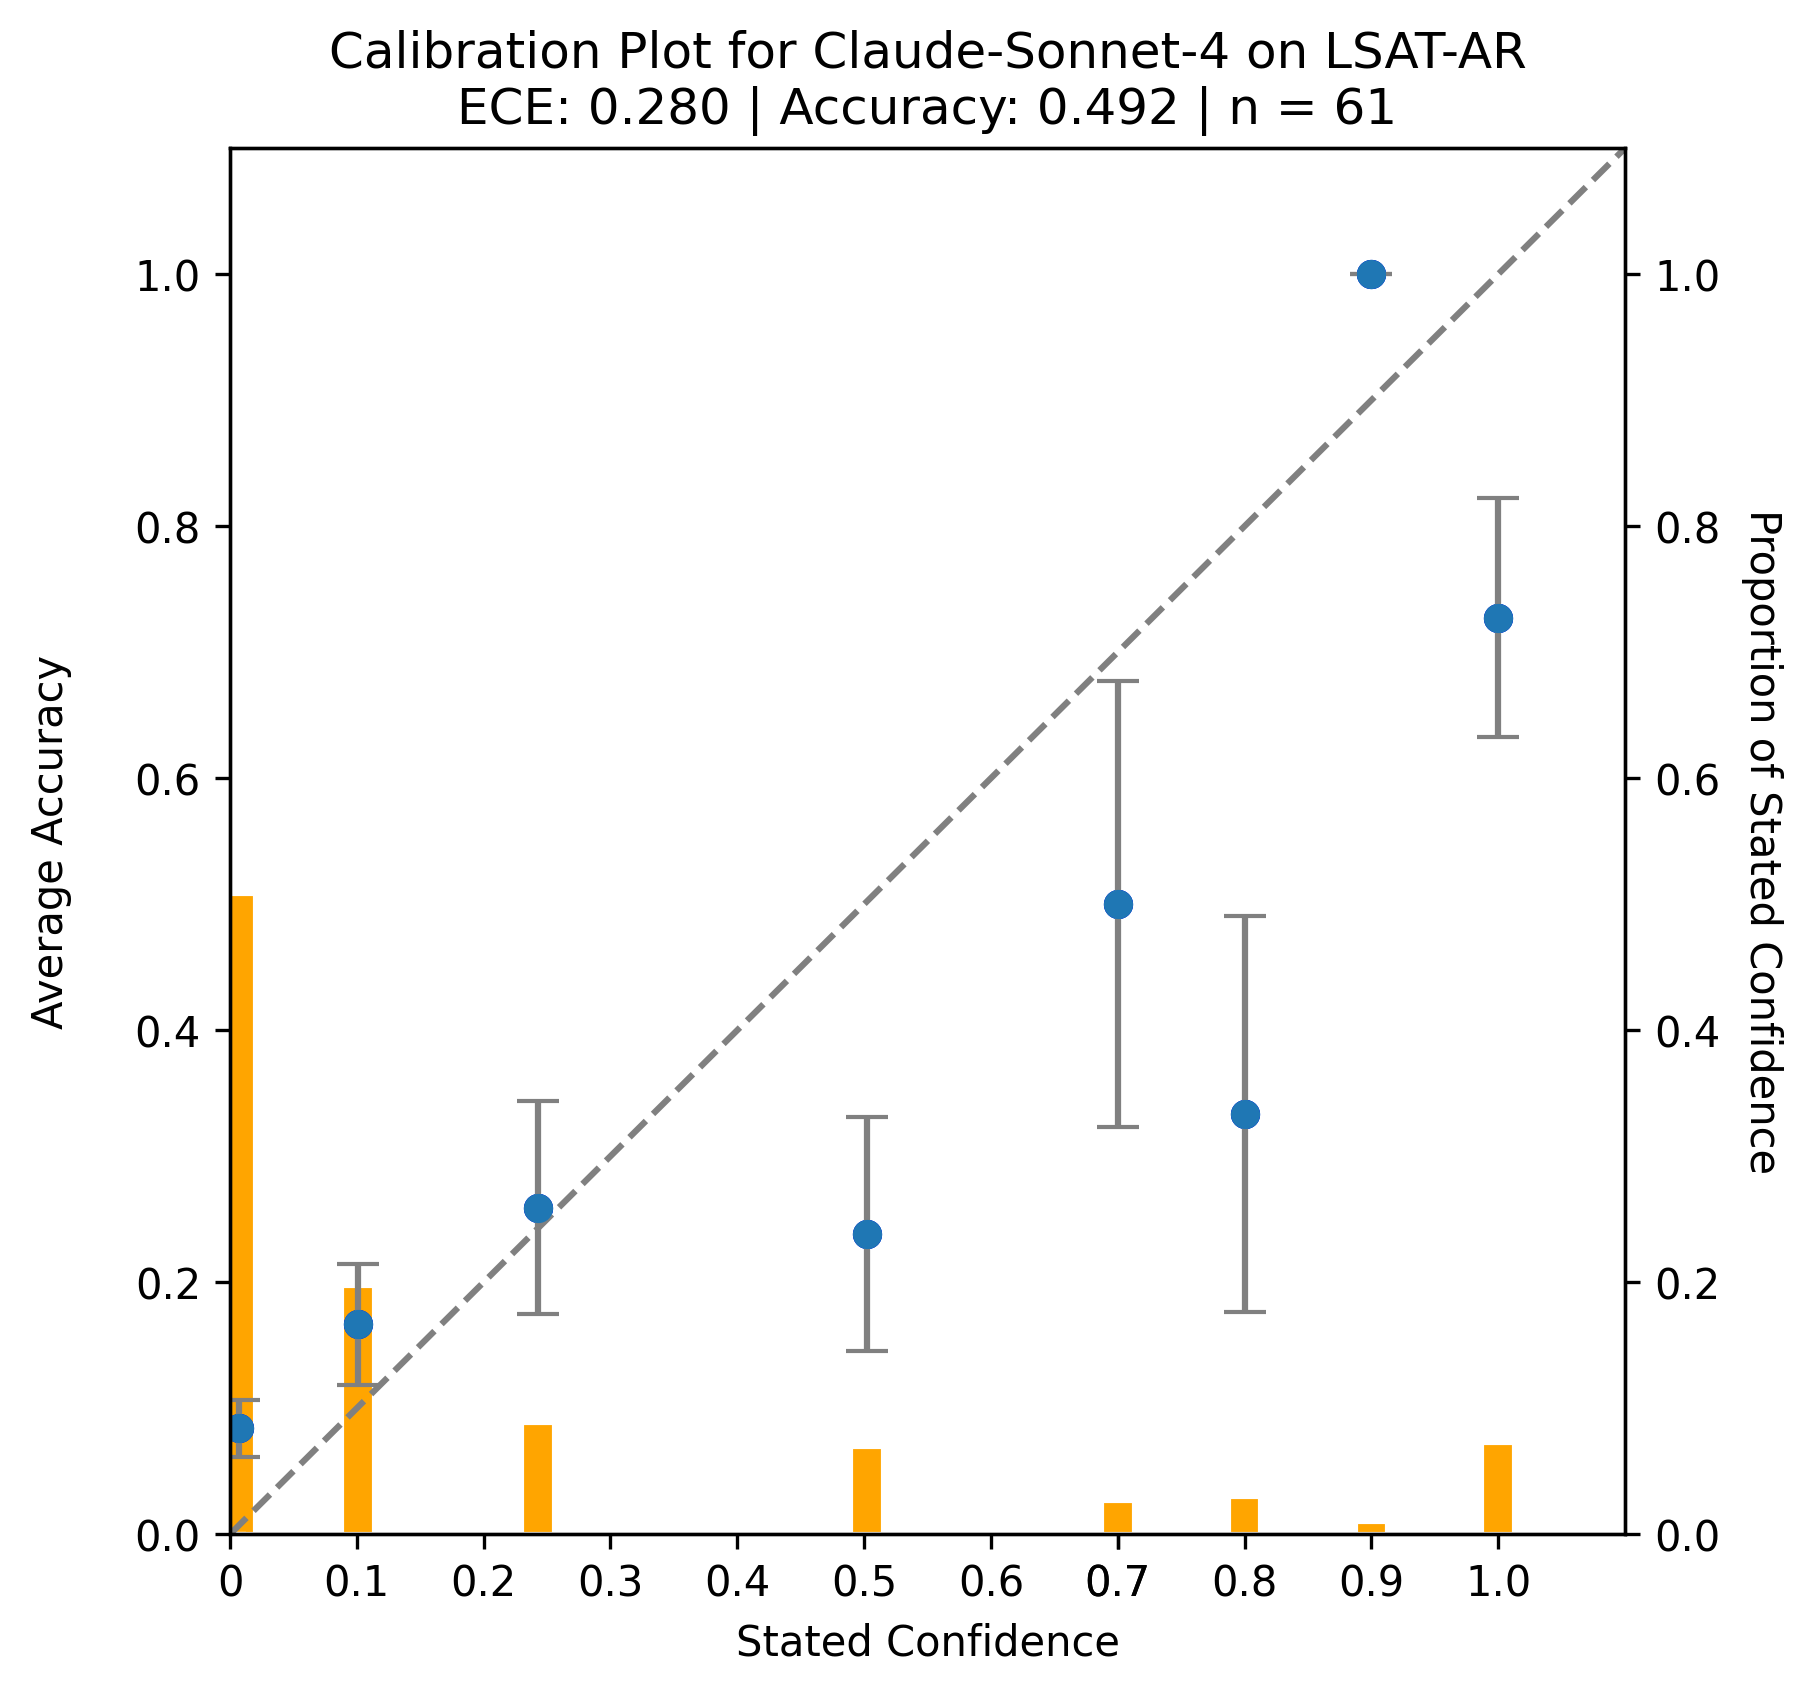 Calibration Plot for Claude-Sonnet-4 on LSAT-AR
ECE: 0.280 | Accuracy: 0.492 | n = 61
Average Accuracy
1.0
0.8
0.6
0.4
0.2
0.0
0 0.1 0.2 0.3 0.4 0.5 0.6 0.7 0.8 0.9 1.0
Stated Confidence
1.0
0.8
0.6
0.4
0.2
0.0
Proportion of Stated Confidence